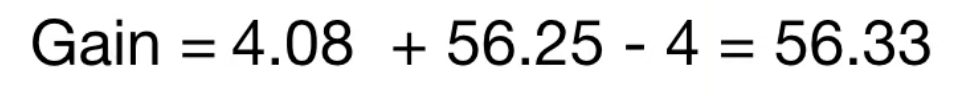 Gain = 4.08 + 56.25 - 4 = 56.33